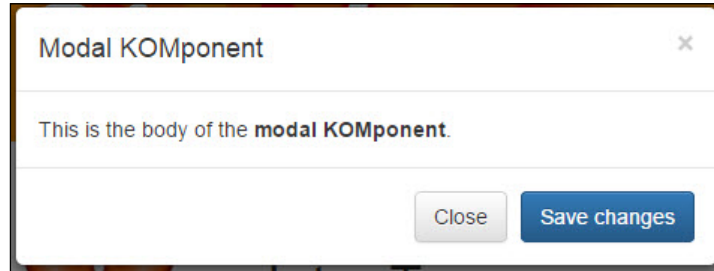 Modal KOMponent
×
This is the body of the modal KOMponent.
Close
Save changes